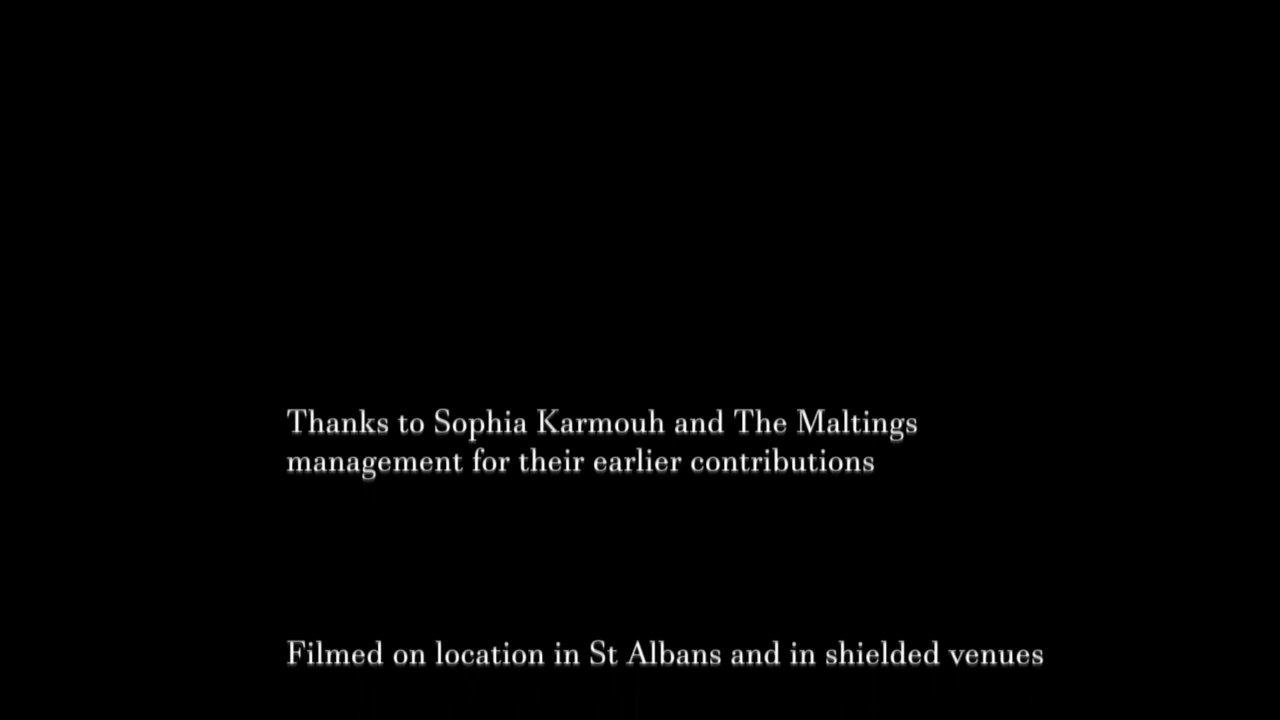 Thanks to Sophia Karmouh and The Maltings
management for their earlier contributions
Filmed on location in St Albans and in shielded venues